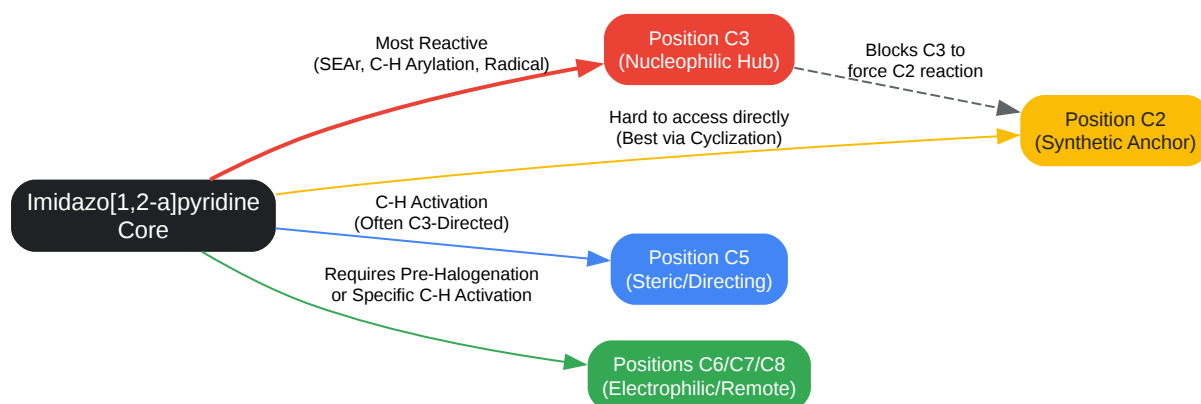 Most Reactive
(SEAr, C-H Arylation, Radical)
Position C3
(Nucleophilic Hub)
Blocks C3 to
force C2 reaction
Hard to access directly
(Best via Cyclization)
Position C2
(Synthetic Anchor)
Imidazo[1,2-a]pyridine
Core
C-H Activation
(Often C3-Directed)
Position C5
(Steric/Directing)
Requires Pre-Halogenation
or Specific C-H Activation
Positions C6/C7/C8
(Electrophilic/Remote)